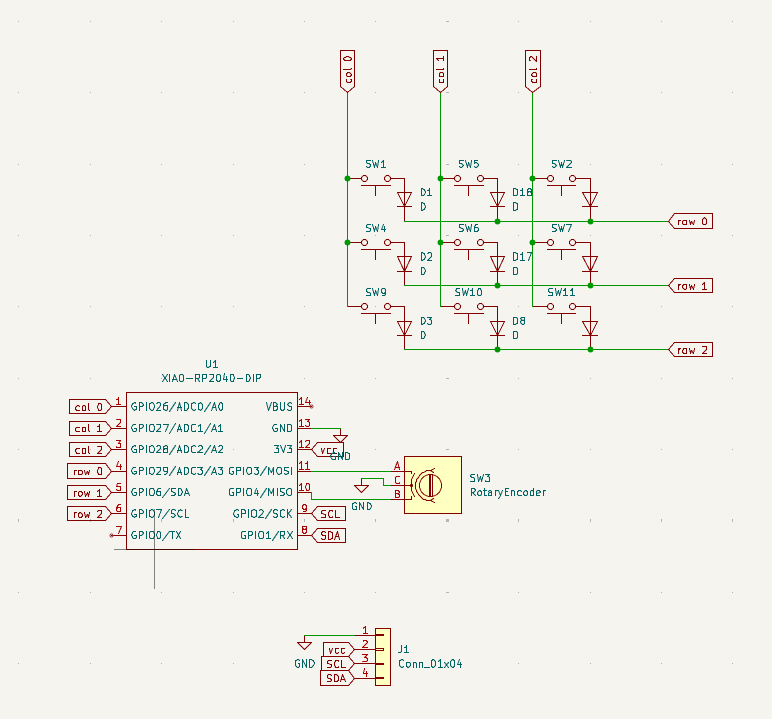 col 0
col 1
col 2
SW1
SW5
SW2
D1
D
D18
D
row 0
SW4
SW6
SW7
D2
D
D17
D
row 1
SW9
SW10
SW11
D3
D
D8
D
row 2
U1
XIAO-RP2040-DIP
col 0
1
GPIO26/ADC0/A0
VBUS
14
col 1
2
GPIO27/ADC1/A1
GND
13
col 2
3
GPIO28/ADC2/A2
3V3
12
vcc
GND
row 0
4
GPIO29/ADC3/A3
GPIO3/MOSI
11
row 1
5
GPIO6/SDA
GPIO4/MISO
10
row 2
6
GPIO7/SCL
GPIO2/SCK
9
SCL
7
GPIO0/TX
GPIO1/RX
8
SDA
A
C
B
GND
SW3
RotaryEncoder
GND
1
vcc
2
SCL
3
SDA
4
J1
Conn_01x04